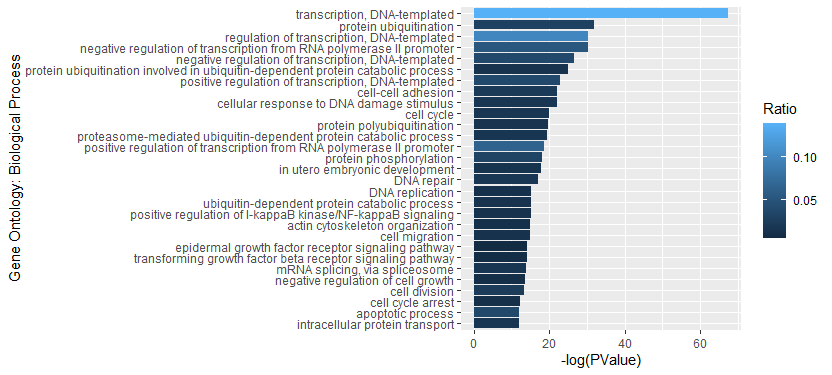 Gene Ontology: Biological Process
transcription, DNA-templated
protein ubiquitination
regulation of transcription, DNA-templated
negative regulation of transcription from RNA polymerase II promoter
negative regulation of transcription, DNA-templated
protein ubiquitination involved in ubiquitin-dependent protein catabolic process
positive regulation of transcription, DNA-templated
cell-cell adhesion
cellular response to DNA damage stimulus
cell cycle
protein polyubiquitination
proteasome-mediated ubiquitin-dependent protein catabolic process
positive regulation of transcription from RNA polymerase II promoter
protein phosphorylation
in utero embryonic development
DNA repair
DNA replication
ubiquitin-dependent protein catabolic process
positive regulation of I-kappaB kinase/NF-kappaB signaling
actin cytoskeleton organization
cell migration
epidermal growth factor receptor signaling pathway
transforming growth factor beta receptor signaling pathway
mRNA splicing, via spliceosome
negative regulation of cell growth
cell division
cell cycle arrest
apoptotic process
intracellular protein transport
0 20 40 60
-log(PValue)
Ratio
0.10
0.05